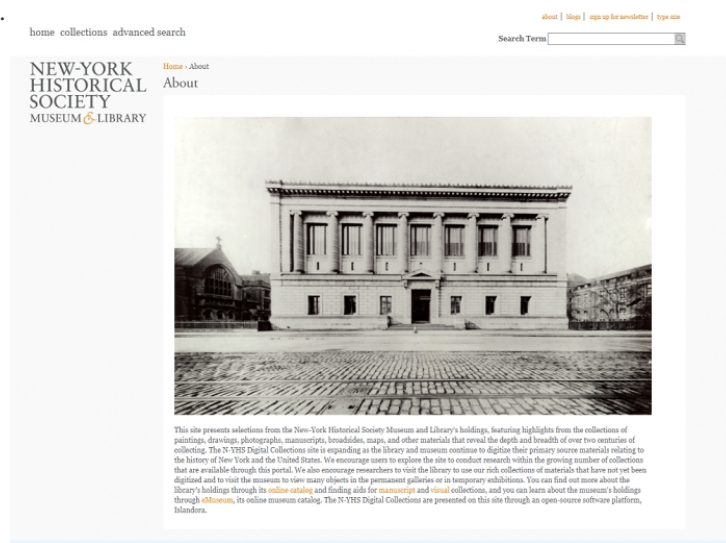 about | blogs | sign up for newsletter | type size
home collections advanced search
Search Term
NEW-YORK
HISTORICAL
SOCIETY
MUSEUM & LIBRARY
Home › About
About
This site presents selections from the New-York Historical Society Museum and Library's holdings, featuring highlights from the collections of
paintings, drawings, photographs, manuscripts, broadsides, maps, and other materials that reveal the depth and breadth of over two centuries of
collecting. The N-YHS Digital Collections site is expanding as the library and museum continue to digitize their primary source materials relating to
the history of New York and the United States. We encourage users to explore the site to conduct research within the growing number of collections
that are available through this portal. We also encourage researchers to visit the library to use our rich collections of materials that have not yet been
digitized and to visit the museum to view many objects in the permanent galleries or in temporary exhibitions. You can find out more about the
library's holdings through its online catalog and finding aids for manuscript and visual collections, and you can learn about the museum's holdings
through eMuseum, its online museum catalog. The N-YHS Digital Collections are presented on this site through an open-source software platform,
Islandora.